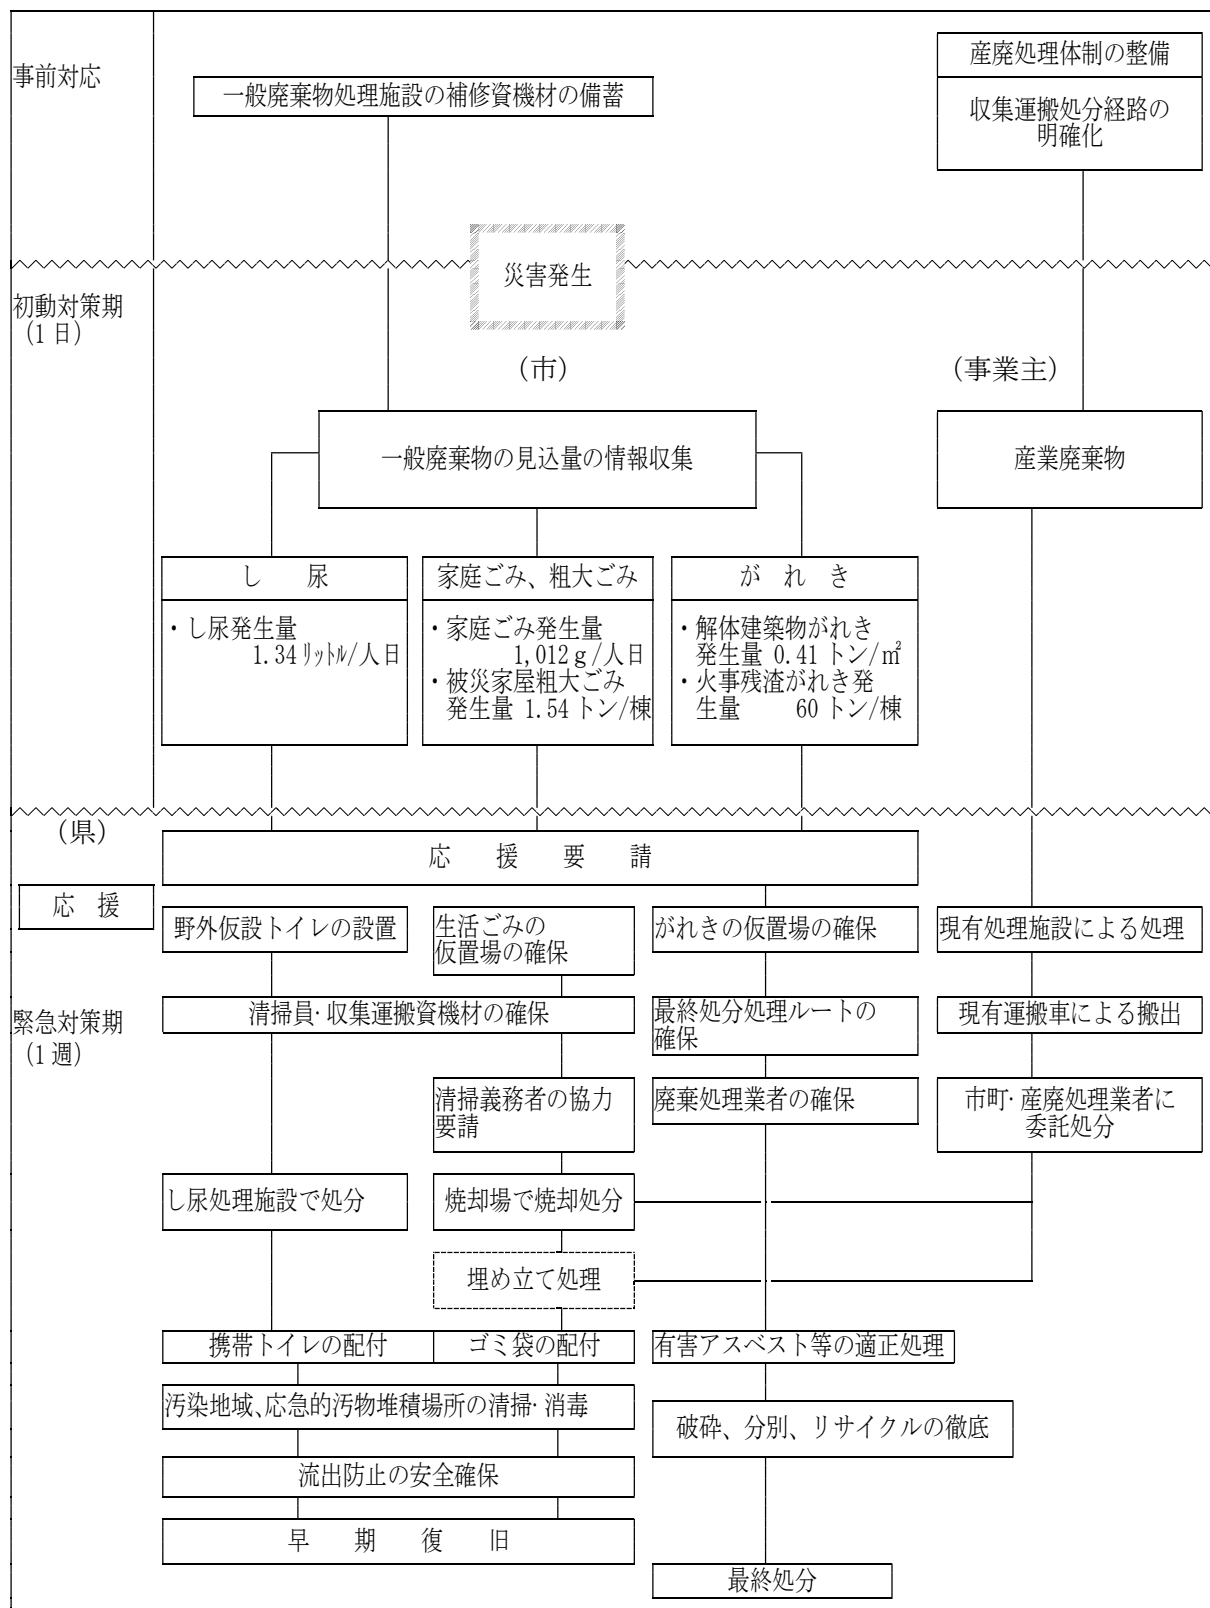 事前対応
産廃処理体制の整備
一般廃棄物処理施設の補修資機材の備蓄
収集運搬処分経路の
明確化
災害発生
初動対策期
(1日)
(市)
(事業主)
一般廃棄物の見込量の情報収集
産業廃棄物
し　尿
・し尿発生量
1.34リットル/人日
家庭ごみ、粗大ごみ
・家庭ごみ発生量
1,012g/人日
・被災家屋粗大ごみ
発生量 1.54トン/棟
が　れ　き
・解体建築物がれき
発生量 0.41トン/㎡
・火事残渣がれき発
生量　　60トン/棟
(県)
応　援　要　請
応　援
野外仮設トイレの設置
生活ごみの
仮置場の確保
がれきの仮置場の確保
現有処理施設による処理
緊急対策期
(1週)
清掃員・収集運搬資機材の確保
最終処分処理ルートの
確保
現有運搬車による搬出
清掃義務者の協力
要請
廃棄処理業者の確保
市町・産廃処理業者に
委託処分
し尿処理施設で処分
焼却場で焼却処分
埋め立て処理
携帯トイレの配付
ゴミ袋の配付
有害アスベスト等の適正処理
汚染地域、応急的汚物堆積場所の清掃・消毒
破砕、分別、リサイクルの徹底
流出防止の安全確保
早　期　復　旧
最終処分